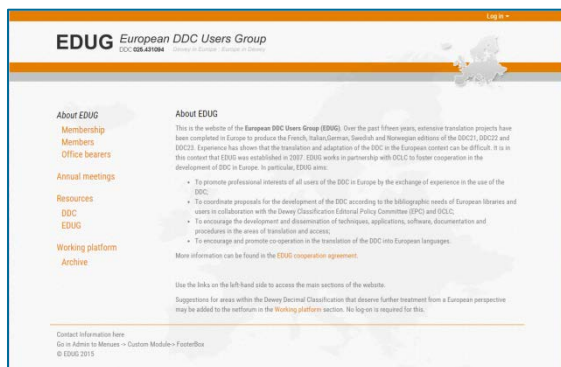 Log in
EDUG European DDC Users Group
DDC 026.431094 Dewey in Europe : Europe in Dewey
About EDUG
Membership
Members
Office bearers
Annual meetings
Resources
DDC
EDUG
Working platform
Archive
About EDUG
This is the website of the European DDC Users Group (EDUG). Over the past fifteen years, extensive translation projects have
been completed in Europe to produce the French, Italian,German, Swedish and Norwegian editions of the DDC21, DDC22 and
DDC23. Experience has shown that the translation and adaptation of the DDC in the European context can be difficult. It is in
this context that EDUG was established in 2007. EDUG works in partnership with OCLC to foster cooperation in the
development of DDC in Europe. In particular, EDUG aims:
• To promote professional interests of all users of the DDC in Europe by the exchange of experience in the use of the
DDC;
• To coordinate proposals for the development of the DDC according to the bibliographic needs of European libraries and
users in collaboration with the Dewey Classification Editorial Policy Committee (EPC) and OCLC;
• To encourage the development and dissemination of techniques, applications, software, documentation and
procedures in the areas of translation and access;
• To encourage and promote co-operation in the translation of the DDC into European languages.
More information can be found in the EDUG cooperation agreement.
Use the links on the left-hand side to access the main sections of the website.
Suggestions for areas within the Dewey Decimal Classification that deserve further treatment from a European perspective
may be added to the netforum in the Working platform section. No log-on is required for this.
Contact information here
Go in Admin to Menues -> Custom Module-> FooterBox
© EDUG 2015